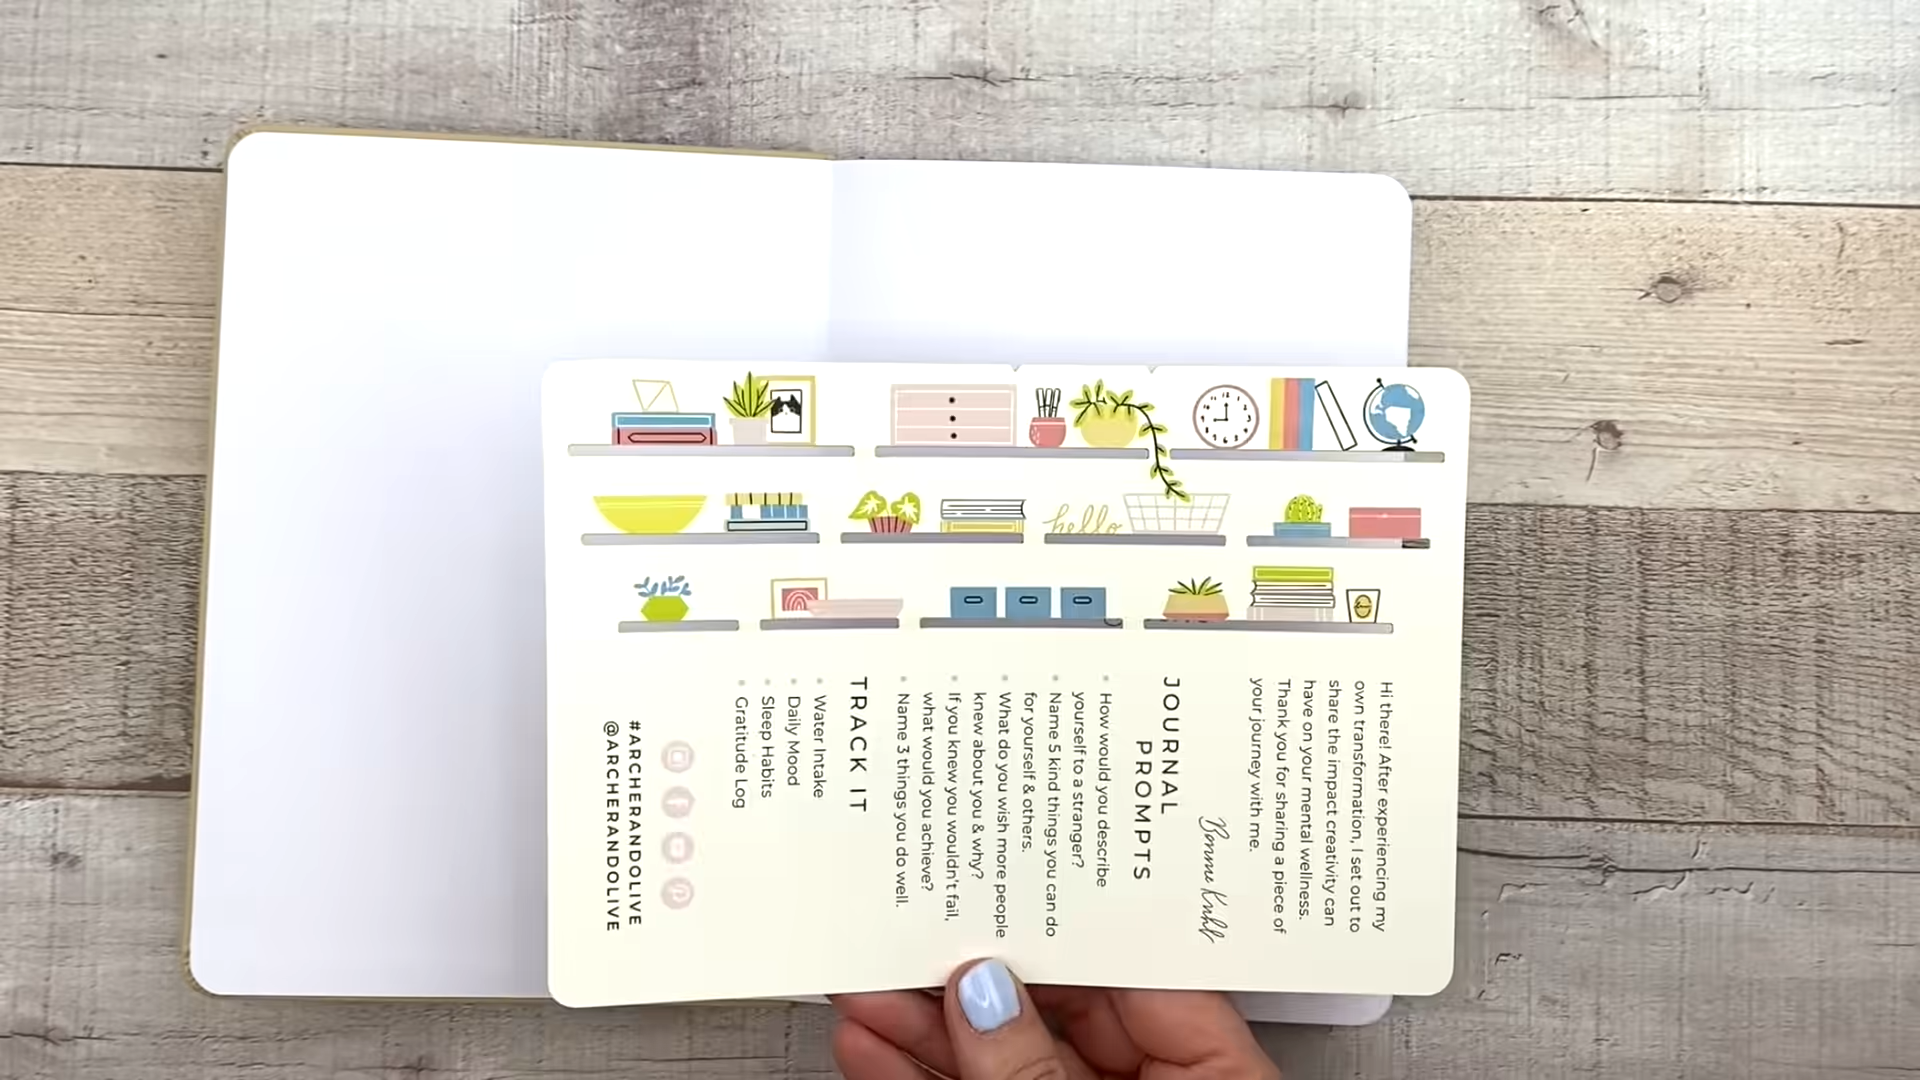 hello
Hi there! After experiencing my
own transformation, I set out to
share the impact creativity can
have on your mental wellness.
Thank you for sharing a piece of
your journey with me.
Bonnie Kuhl
JOURNAL
PROMPTS
How would you describe
yourself to a stranger?
Name 5 kind things you can do
for yourself & others.
What do you wish more people
knew about you & why?
If you knew you wouldn't fail,
what would you achieve?
Name 3 things you do well.
TRACK IT
Water Intake
Daily Mood
Sleep Habits
Gratitude Log
#ARCHERANDOLIVE
@ARCHERANDOLIVE